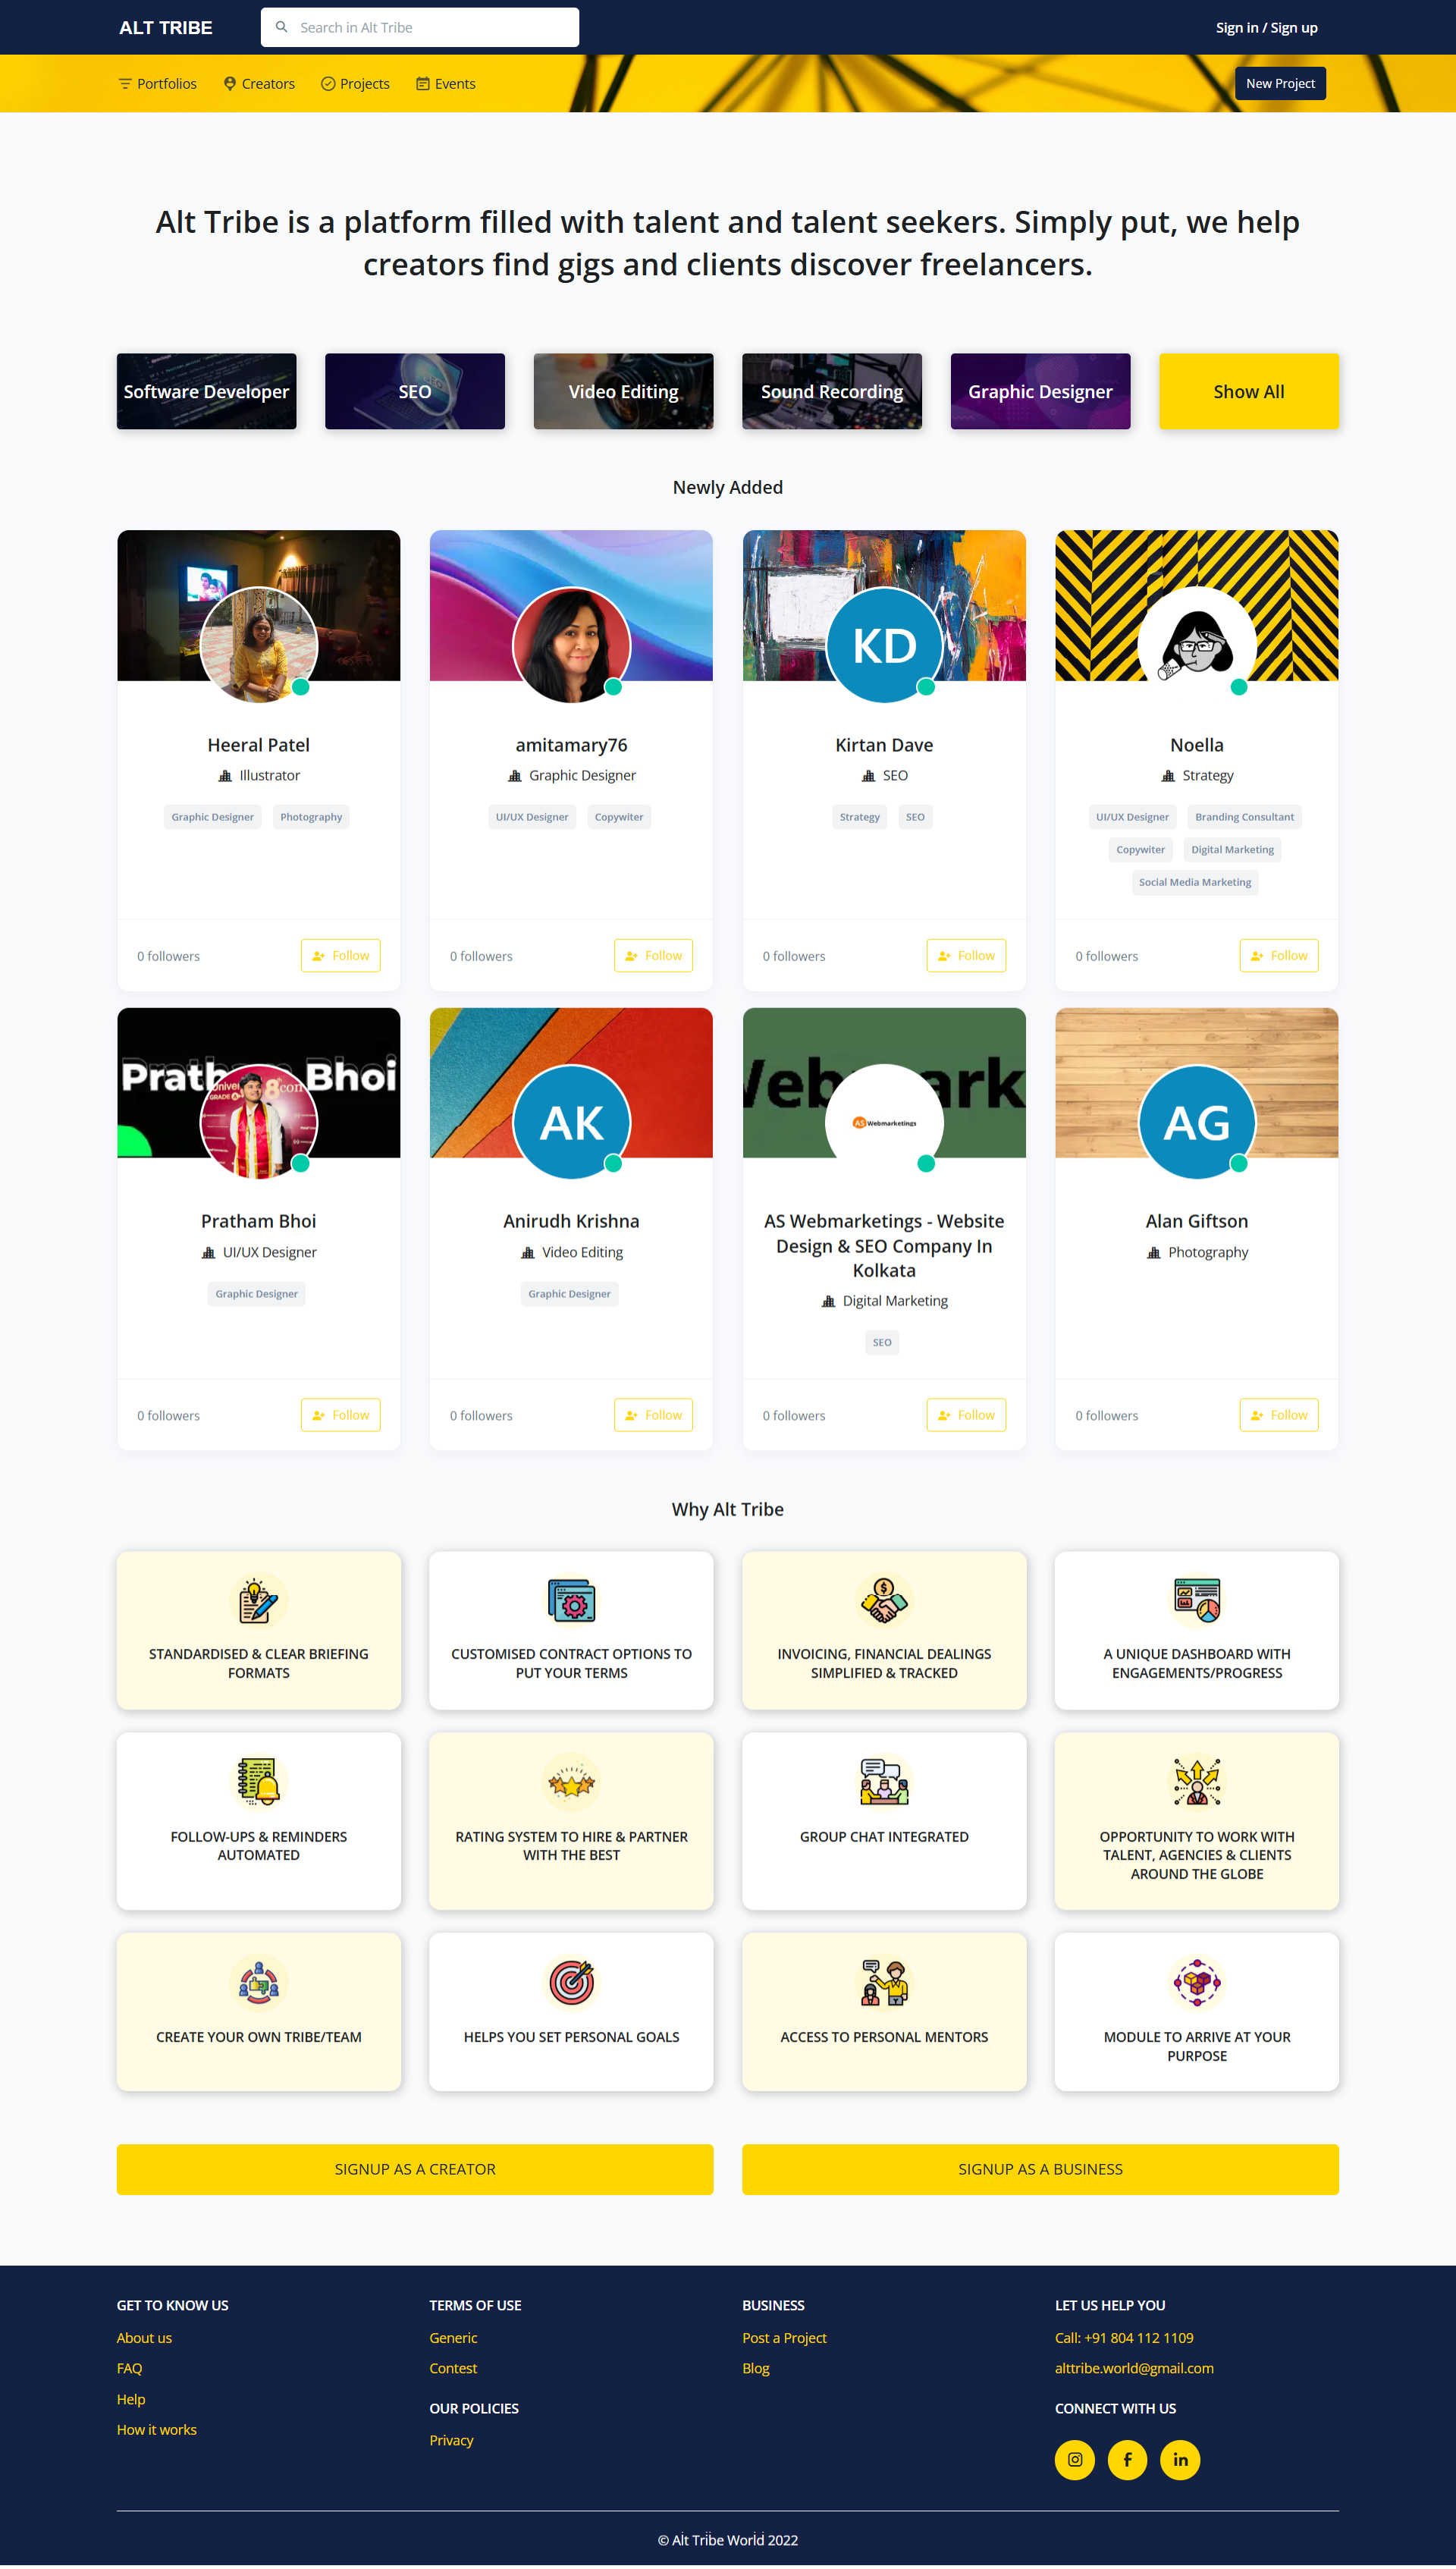 ALT TRIBE
Search in Alt Tribe
Sign in / Sign up
Portfolios
Creators
Projects
Events
New Project
Alt Tribe is a platform filled with talent and talent seekers. Simply put, we help
creators find gigs and clients discover freelancers.
Software Developer
SEO
Video Editing
Sound Recording
Graphic Designer
Show All
Newly Added
KD
Heeral Patel
Illustrator
Graphic Designer
Photography
0 followers
Follow
amitamary76
Graphic Designer
UI/UX Designer
Copywiter
0 followers
Follow
Kirtan Dave
SEO
Strategy
SEO
0 followers
Follow
Noella
Strategy
UI/UX Designer
Branding Consultant
Copywiter
Digital Marketing
Social Media Marketing
0 followers
Follow
Bhoi
AK
AS Webmarketings
AG
Pratham Bhoi
UI/UX Designer
Graphic Designer
0 followers
Follow
Anirudh Krishna
Video Editing
Graphic Designer
0 followers
Follow
AS Webmarketings - Website
Design & SEO Company In
Kolkata
Digital Marketing
SEO
0 followers
Follow
Alan Giftson
Photography
0 followers
Follow
Why Alt Tribe
STANDARDISED & CLEAR BRIEFING
FORMATS
CUSTOMISED CONTRACT OPTIONS TO
PUT YOUR TERMS
INVOICING, FINANCIAL DEALINGS
SIMPLIFIED & TRACKED
A UNIQUE DASHBOARD WITH
ENGAGEMENTS/PROGRESS
FOLLOW-UPS & REMINDERS
AUTOMATED
RATING SYSTEM TO HIRE & PARTNER
WITH THE BEST
GROUP CHAT INTEGRATED
OPPORTUNITY TO WORK WITH
TALENT, AGENCIES & CLIENTS
AROUND THE GLOBE
CREATE YOUR OWN TRIBE/TEAM
HELPS YOU SET PERSONAL GOALS
ACCESS TO PERSONAL MENTORS
MODULE TO ARRIVE AT YOUR
PURPOSE
SIGNUP AS A CREATOR
SIGNUP AS A BUSINESS
GET TO KNOW US
About us
FAQ
Help
How it works
TERMS OF USE
Generic
Contest
OUR POLICIES
Privacy
BUSINESS
Post a Project
Blog
LET US HELP YOU
Call: +91 804 112 1109
alttribe.world@gmail.com
CONNECT WITH US
© Alt Tribe World 2022